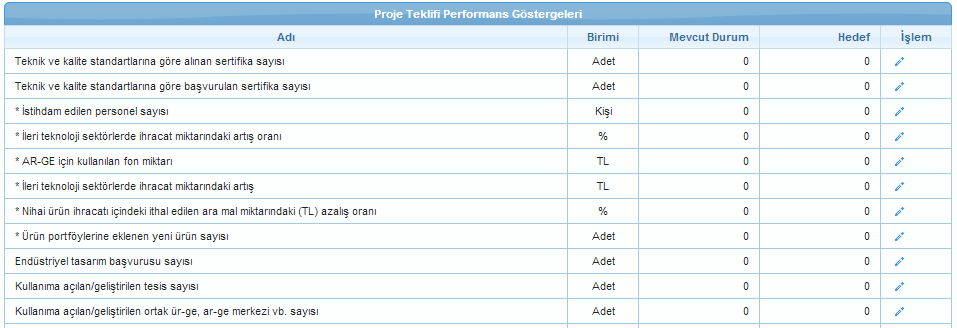 Proje Teklifi Performans Göstergeleri
Adı Birimi Mevcut Durum Hedef İşlem
Teknik ve kalite standartlarına göre alınan sertifika sayısı Adet 0 0
Teknik ve kalite standartlarına göre başvurulan sertifika sayısı Adet 0 0
* İstihdam edilen personel sayısı Kişi 0 0
* İleri teknoloji sektörlerde ihracat miktarındaki artış oranı % 0 0
* AR-GE için kullanılan fon miktarı TL 0 0
* İleri teknoloji sektörlerde ihracat miktarındaki artış TL 0 0
* Nihai ürün ihracatı içindeki ithal edilen ara mal miktarındaki (TL) azalış oranı % 0 0
* Ürün portföylerine eklenen yeni ürün sayısı Adet 0 0
Endüstriyel tasarım başvurusu sayısı Adet 0 0
Kullanıma açılan/geliştirilen tesis sayısı Adet 0 0
Kullanıma açılan/geliştirilen ortak ür-ge, ar-ge merkezi vb. sayısı Adet 0 0